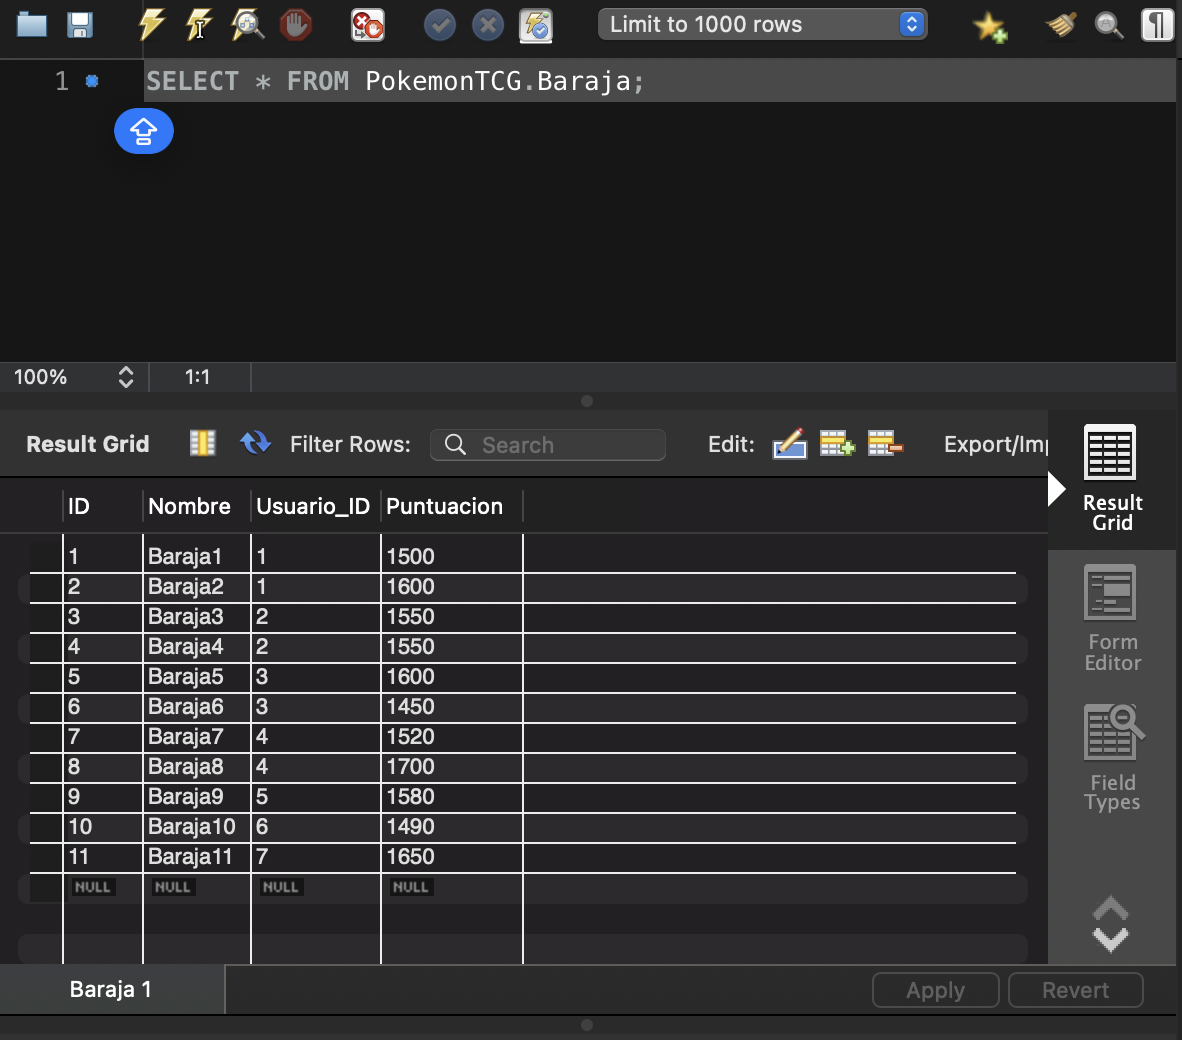 Limit to 1000 rows
1 SELECT * FROM PokemonTCG.Baraja;
100% 1:1
Result Grid Filter Rows: Search Edit: Export/Imp
Result
Grid
Form
Editor
Field
Types
ID Nombre Usuario_ID Puntuacion
1 Baraja1 1 1500
2 Baraja2 1 1600
3 Baraja3 2 1550
4 Baraja4 2 1550
5 Baraja5 3 1600
6 Baraja6 3 1450
7 Baraja7 4 1520
8 Baraja8 4 1700
9 Baraja9 5 1580
10 Baraja10 6 1490
11 Baraja11 7 1650
NULL NULL NULL NULL
Baraja 1 Apply Revert